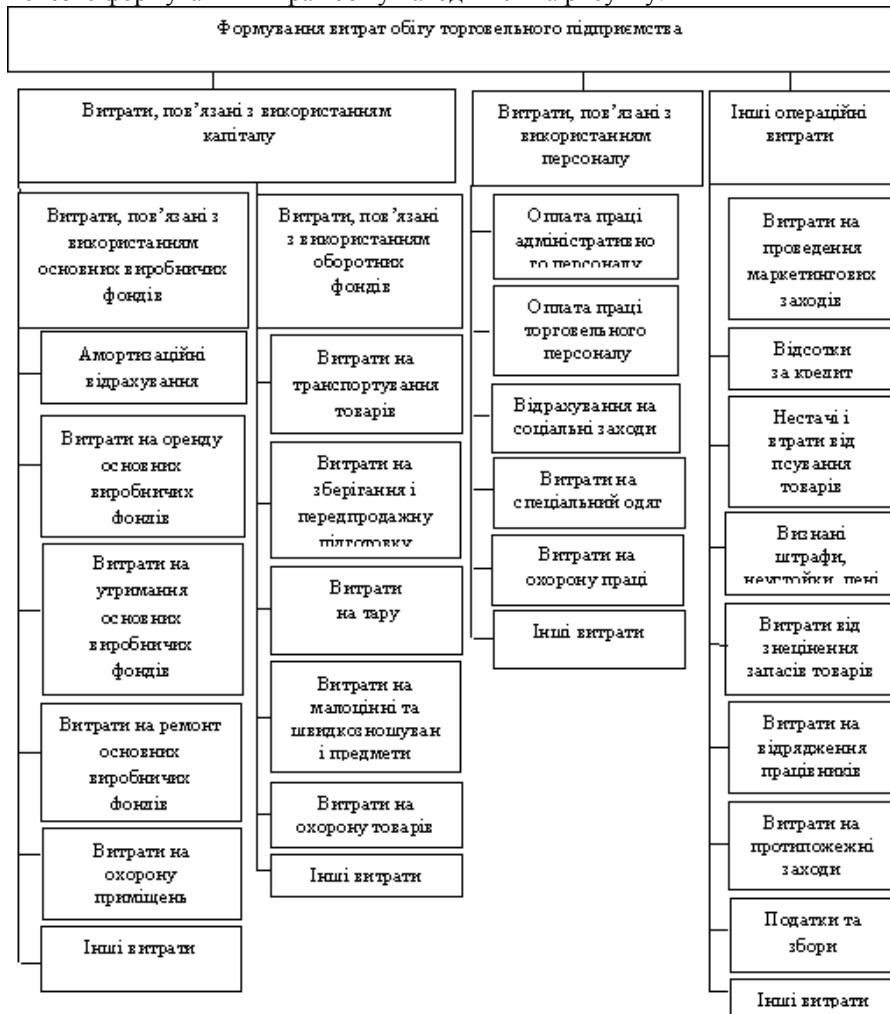 Формування витрат обігу торговельного підприємства
Витрати, пов’язані з використанням
капіталу
Витрати, пов’язані з
використанням
персоналу
Інші операційні
витрати
Витрати, пов’язані з
використанням
основних виробничих
фондів
Амортизаційні
відрахування
Витрати на оренду
основних
виробничих
фондів
Витрати на
утримання
основних
виробничих
фондів
Витрати на ремонт
основних
виробничих
фондів
Витрати на
охорону
приміщень
Інші витрати
Витрати, пов’язані
з використанням
оборотних
фондів
Витрати на
транспортування
товарів
Витрати на
зберігання і
передпродажну
підготовку
Витрати
на тару
Витрати на
малоцінні та
швидкозношуван
і предмети
Витрати на
охорону товарів
Інші витрати
Оплата праці
адміністративно
го персоналу
Оплата праці
торговельного
персоналу
Відрахування на
соціальні заходи
Витрати на
спеціальний одяг
Витрати на
охорону праці
Інші витрати
Витрати на
проведення
маркетингових
заходів
Відсотки
за кредит
Нестачі і
втрати від
псування
товарів
Визнані
штрафи,
неустойки, пені
Витрати від
знецінення
запасів товарів
Витрати на
відрядження
працівників
Витрати на
протипожежні
заходи
Податки та
збори
Інші витрати